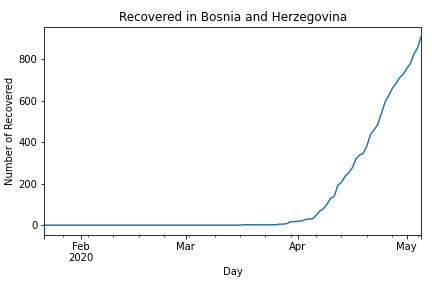 Recovered in Bosnia and Herzegovina
Number of Recovered
800
600
400
200
0
Feb
2020
Mar
Apr
May
Day